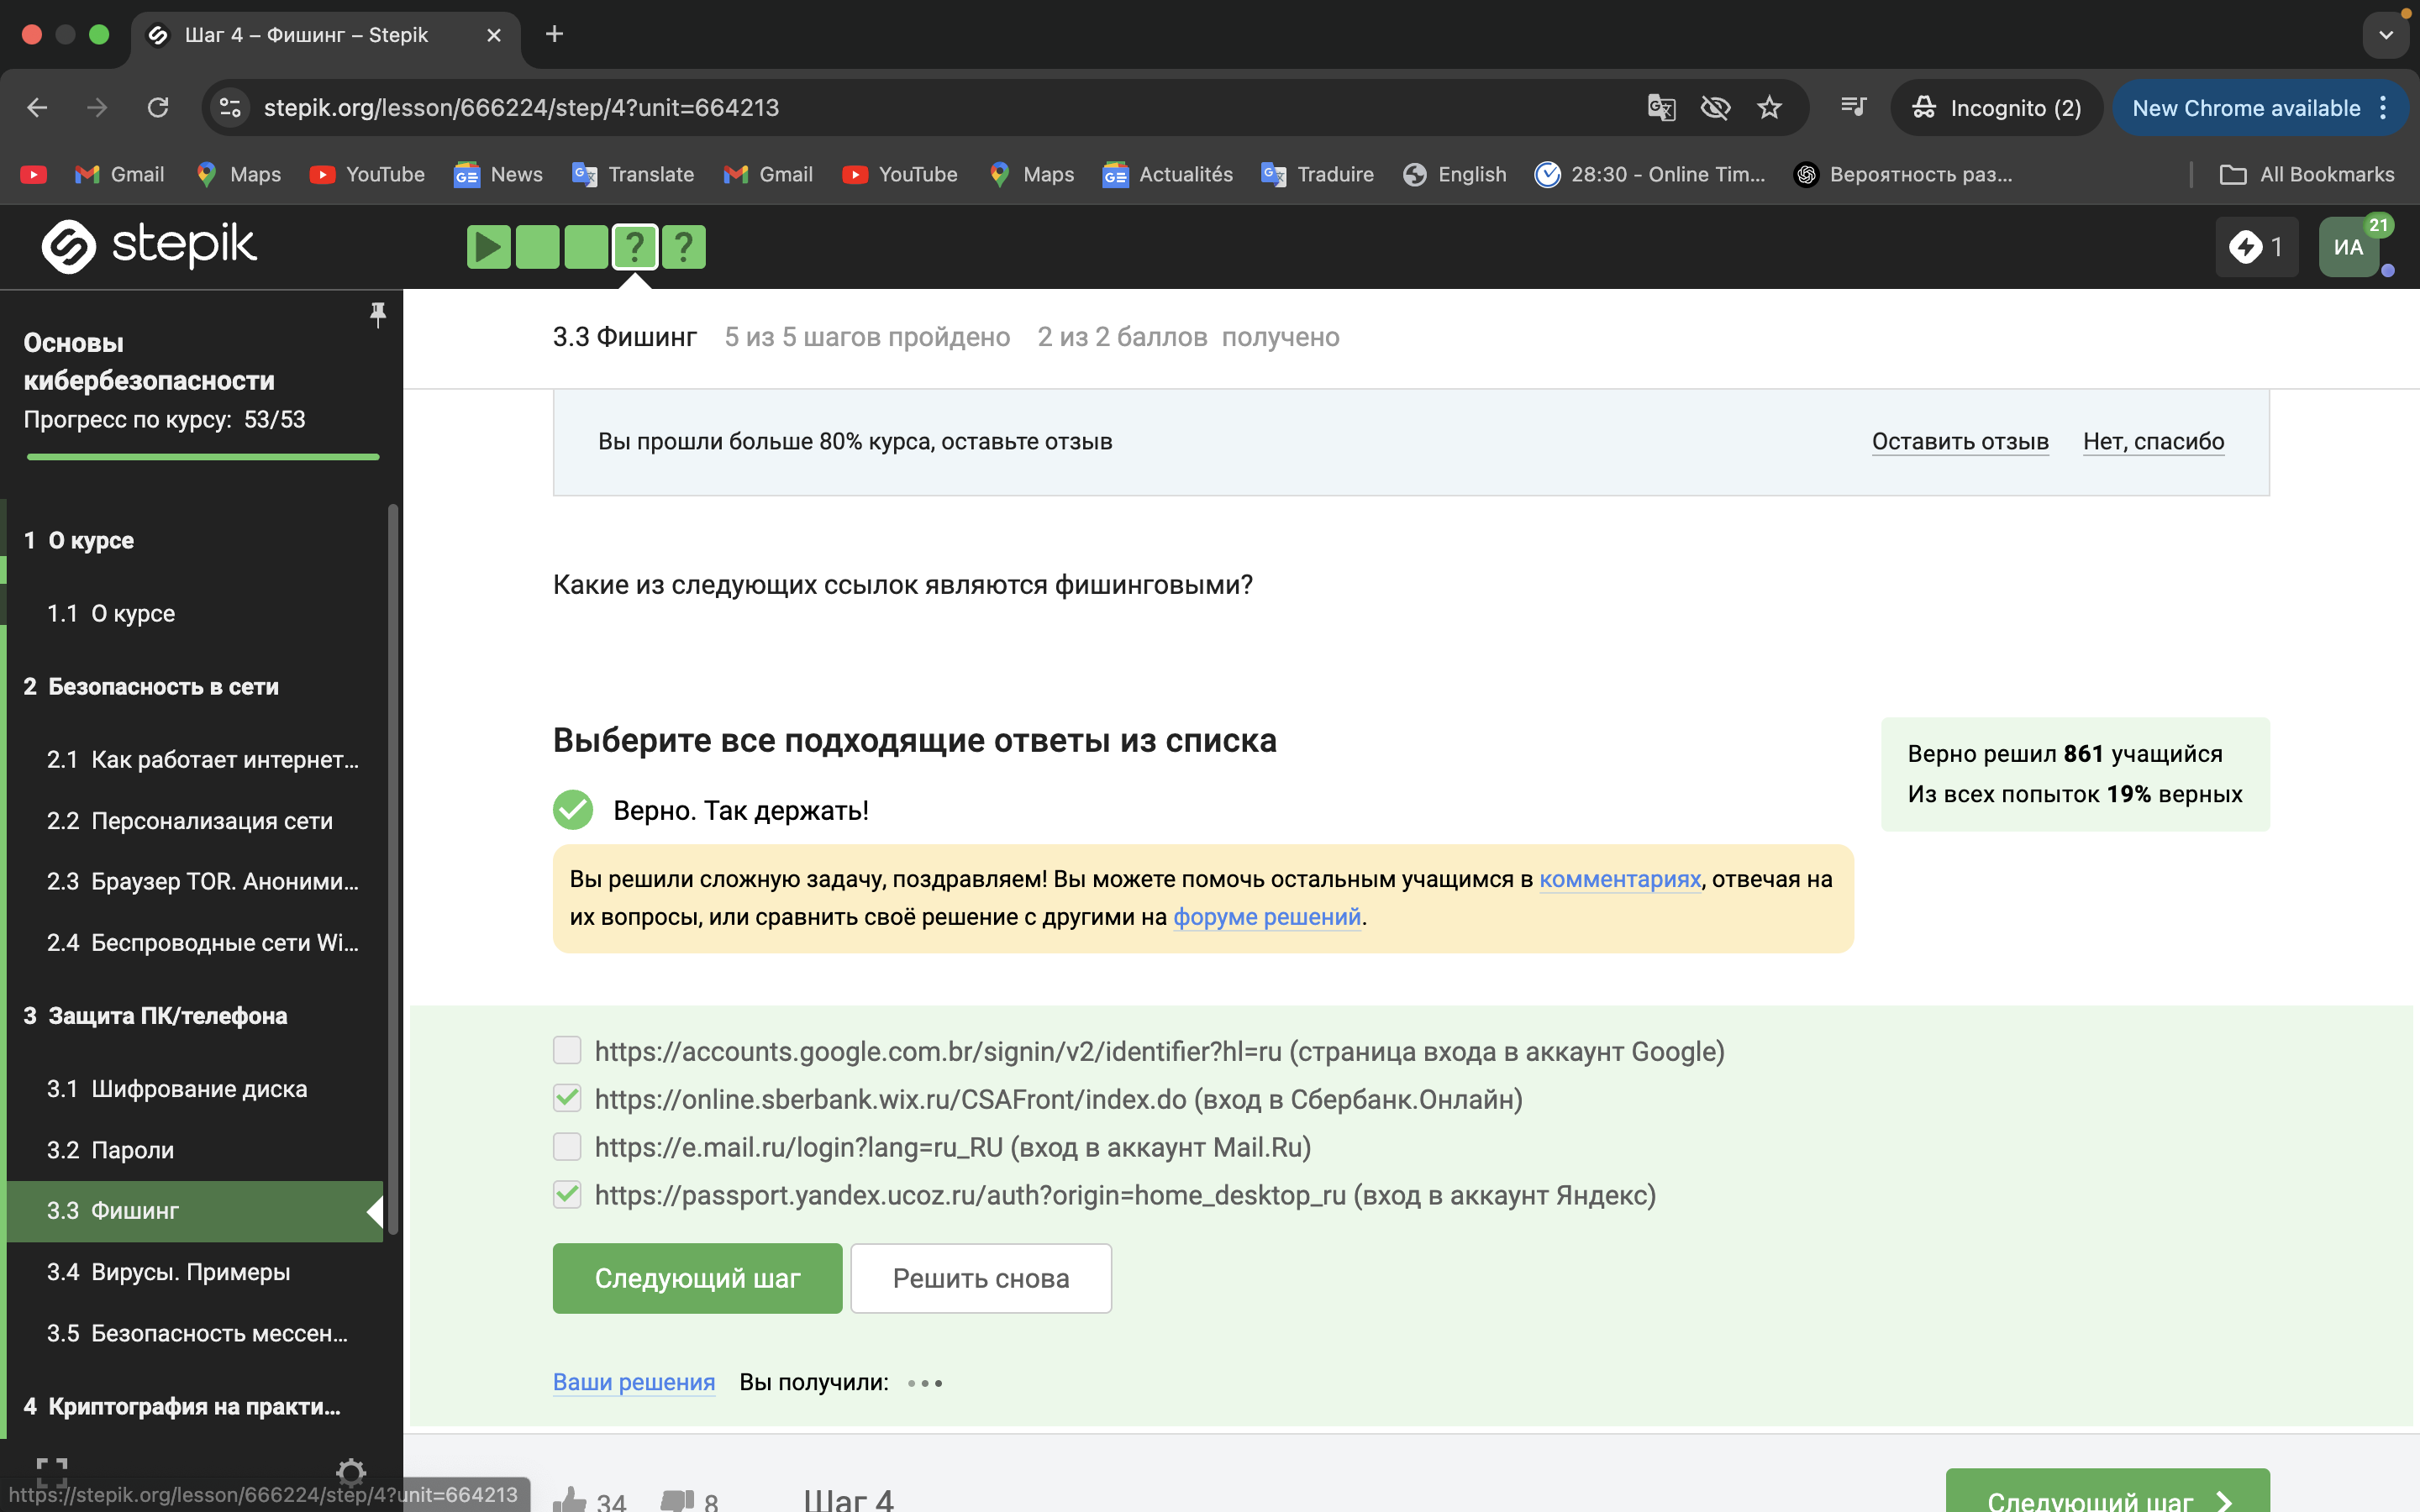 Шаг 4 – Фишинг – Stepik
stepik.org/lesson/666224/step/4?unit=664213
Incognito (2)
New Chrome available
Gmail
Maps
YouTube
News
Translate
Gmail
YouTube
Maps
Actualités
Traduire
English
28:30 - Online Tim...
Вероятность раз...
All Bookmarks
stepik
? ?
1
ИА
21
Основы
кибербезопасности
Прогресс по курсу: 53/53
1 О курсе
1.1 О курсе
2 Безопасность в сети
2.1 Как работает интернет...
2.2 Персонализация сети
2.3 Браузер TOR. Аноними...
2.4 Беспроводные сети Wi...
3 Защита ПК/телефона
3.1 Шифрование диска
3.2 Пароли
3.3 Фишинг
3.4 Вирусы. Примеры
3.5 Безопасность мессен...
4 Криптография на практи...
https://stepik.org/lesson/666224/step/4?unit=664213
3.3 Фишинг 5 из 5 шагов пройдено 2 из 2 баллов получено
Вы прошли больше 80% курса, оставьте отзыв
Оставить отзыв
Нет, спасибо
Какие из следующих ссылок являются фишинговыми?
Выберите все подходящие ответы из списка
Верно. Так держать!
Верно решил 861 учащийся
Из всех попыток 19% верных
Вы решили сложную задачу, поздравляем! Вы можете помочь остальным учащимся в комментариях, отвечая на
их вопросы, или сравнить своё решение с другими на форуме решений.
https://accounts.google.com.br/signin/v2/identifier?hl=ru (страница входа в аккаунт Google)
https://online.sberbank.wix.ru/CSAFront/index.do (вход в Сбербанк.Онлайн)
https://e.mail.ru/login?lang=ru_RU (вход в аккаунт Mail.Ru)
https://passport.yandex.ucoz.ru/auth?origin=home_desktop_ru (вход в аккаунт Яндекс)
Следующий шаг
Решить снова
Ваши решения
Вы получили:
34
8
Шаг 4
Следующий шаг